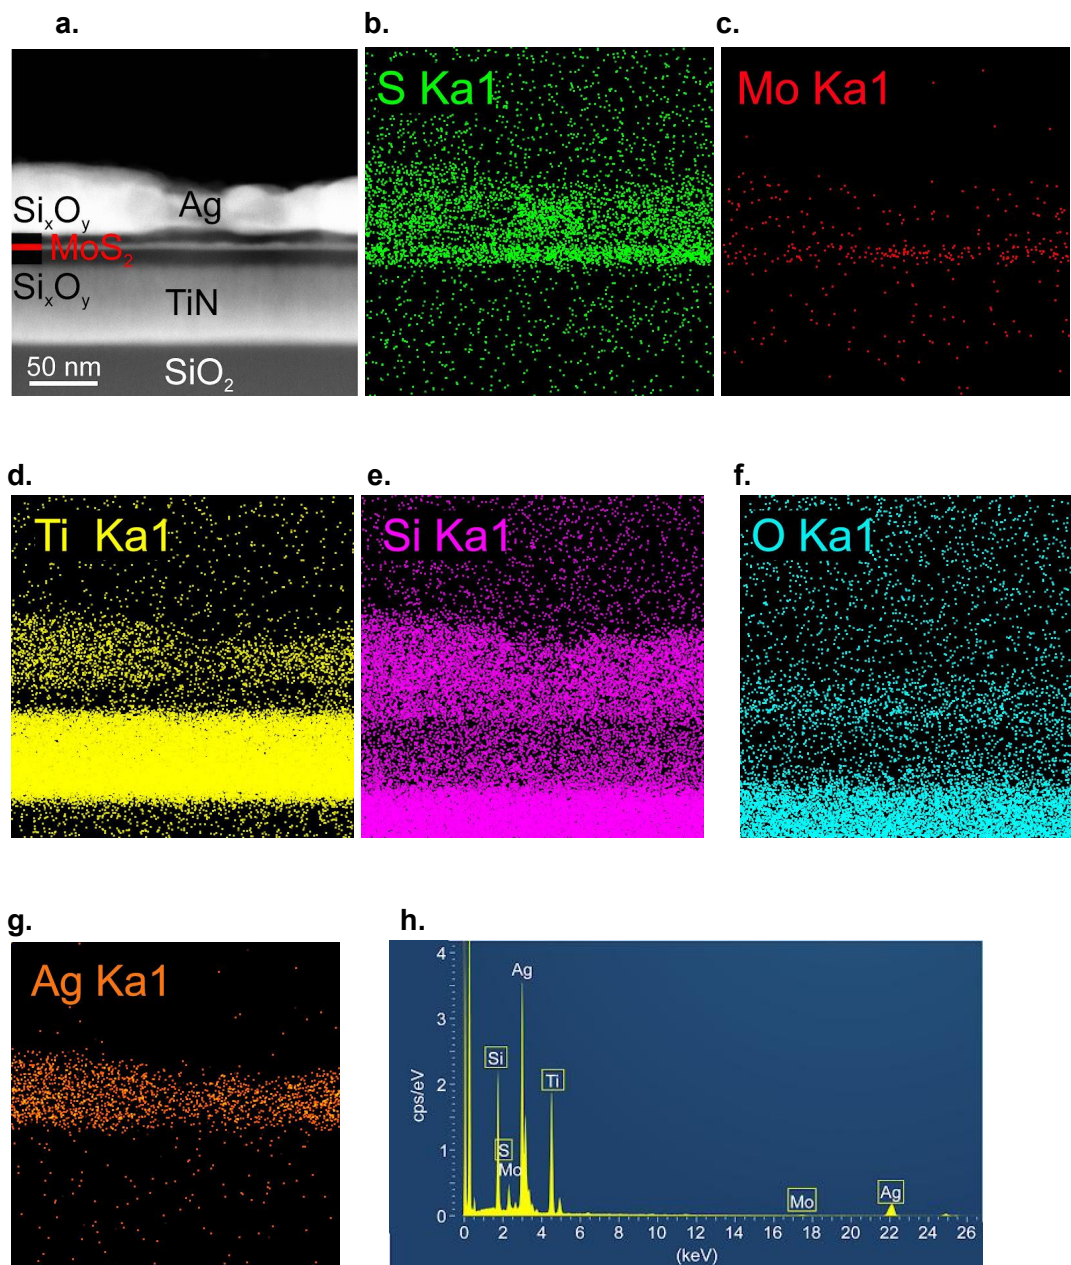 a.
b.
c.
SixOy
Ag
MoS2
SixOy
TiN
50 nm
SiO2
S Ka1
Mo Ka1
d.
e.
f.
Ti Ka1
Si Ka1
O Ka1
g.
h.
Ag Ka1
4
3
2
1
0
cps/eV
Ag
Si
Ti
S
Mo
Mo
Ag
0 2 4 6 8 10 12 14 16 18 20 22 24 26
(keV)